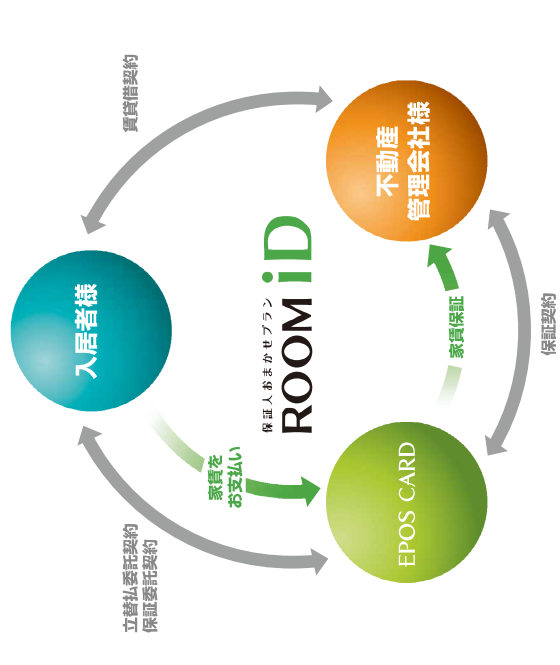 入居者様
立替払委託契約
保証委託契約
賃貸借契約
家賃を
お支払い
保証人おまかせプラン
ROOM iD
EPOS CARD
家賃保証
不動産
管理会社様
保証契約